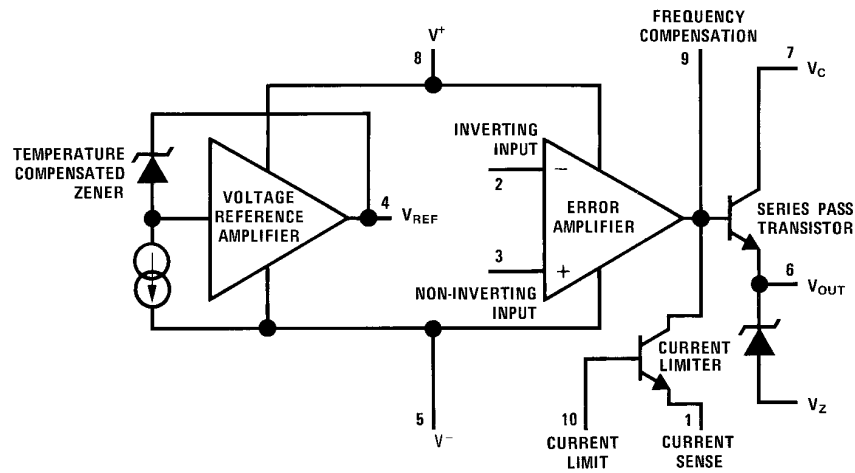 FREQUENCY
COMPENSATION
V+
8
9
7
VC
TEMPERATURE
COMPENSATED
ZENER
VOLTAGE
REFERENCE
AMPLIFIER
4
VREF
INVERTING
INPUT
2
−
ERROR
AMPLIFIER
3
+
NON-INVERTING
INPUT
SERIES PASS
TRANSISTOR
6
VOUT
CURRENT
LIMITER
VZ
5
V−
10
CURRENT
LIMIT
1
CURRENT
SENSE